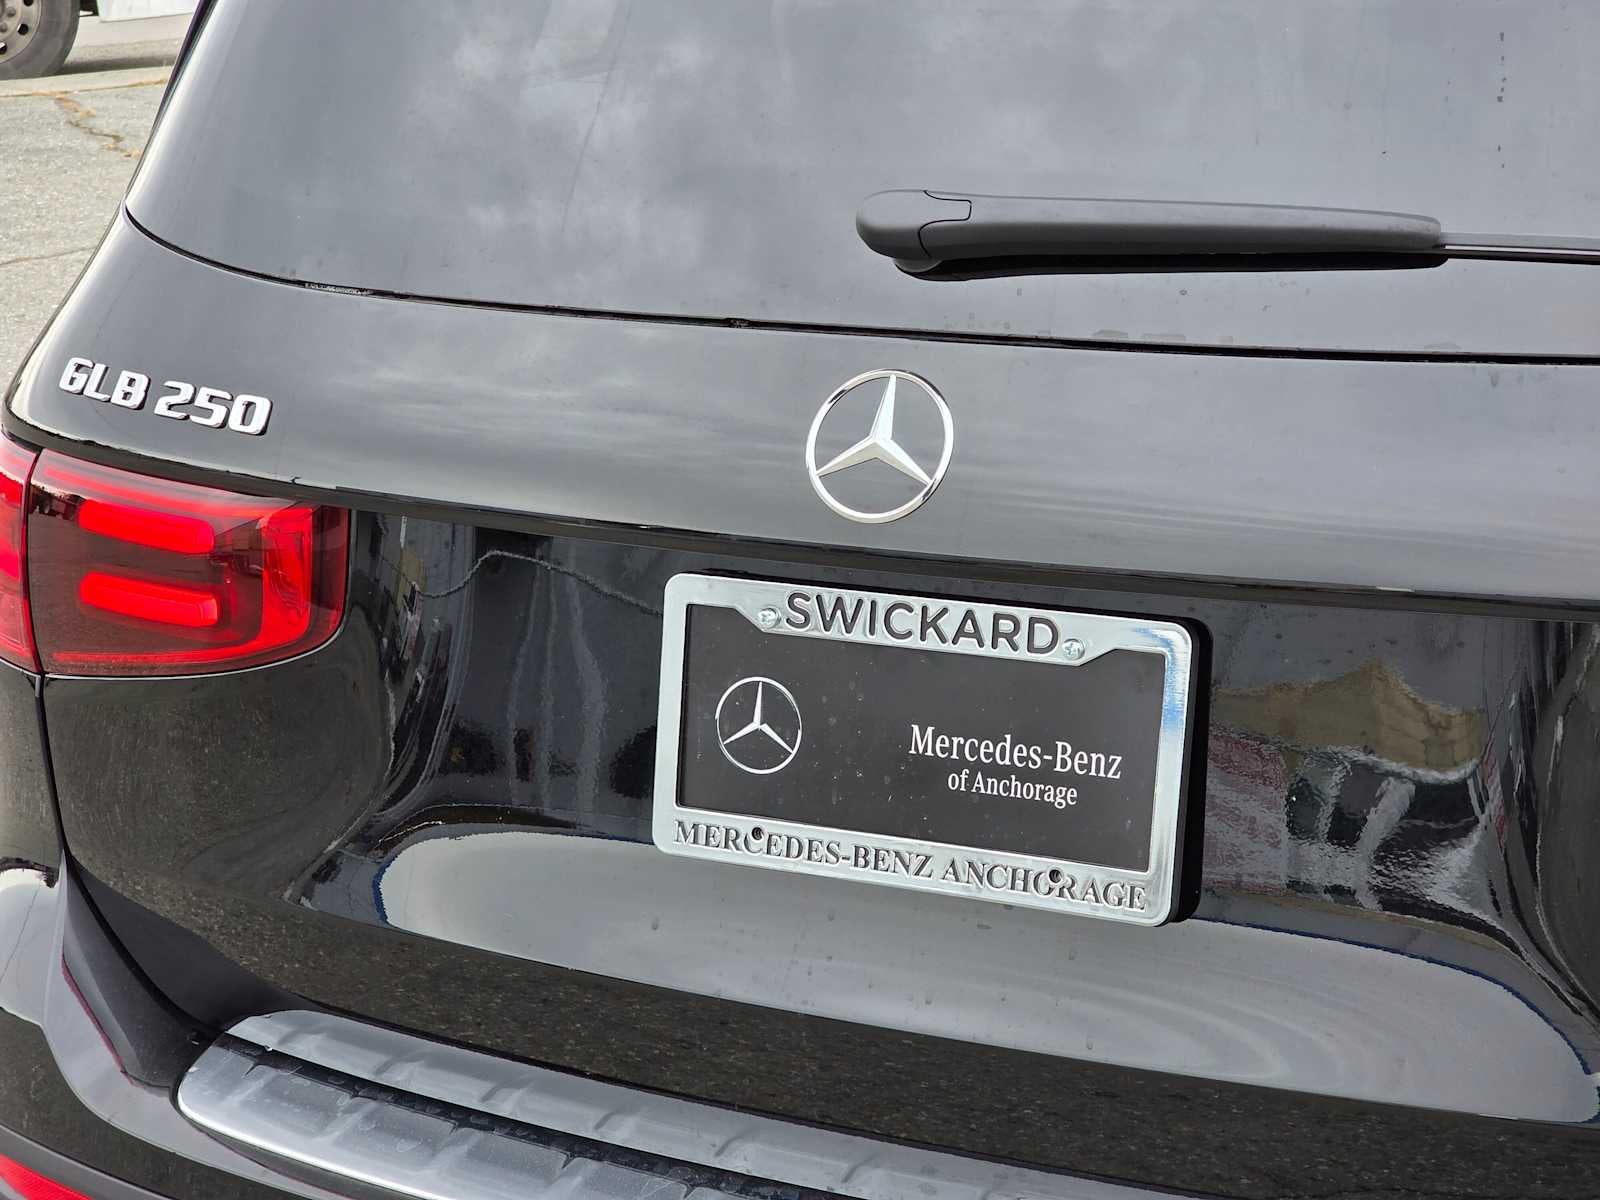 GLB 250
SWICKARD
Mercedes-Benz
of Anchorage
MERCEDES-BENZ ANCHORAGE